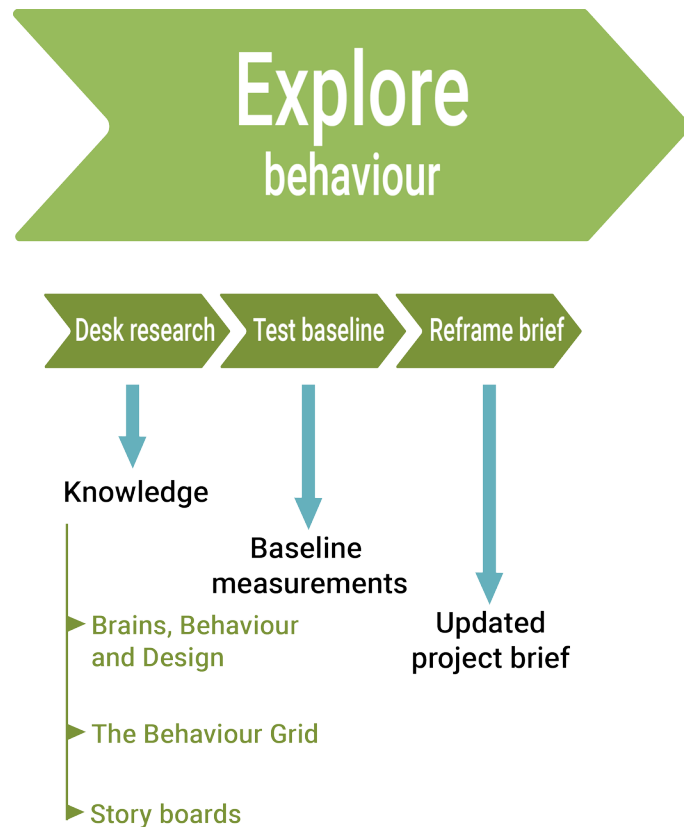 Explore
behaviour
Desk research
Test baseline
Reframe brief
Knowledge
Baseline
measurements
Updated
project brief
Brains, Behaviour
and Design
The Behaviour Grid
Story boards